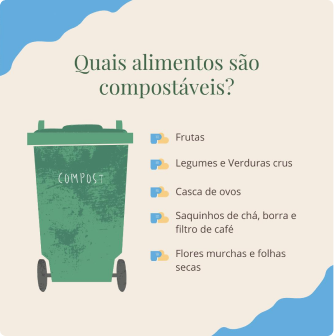 Quais alimentos são
compostáveis?
COMPOST
Frutas
Legumes e Verduras crus
Casca de ovos
Saquinhos de chá, borra e
filtro de café
Flores murchas e folhas
secas